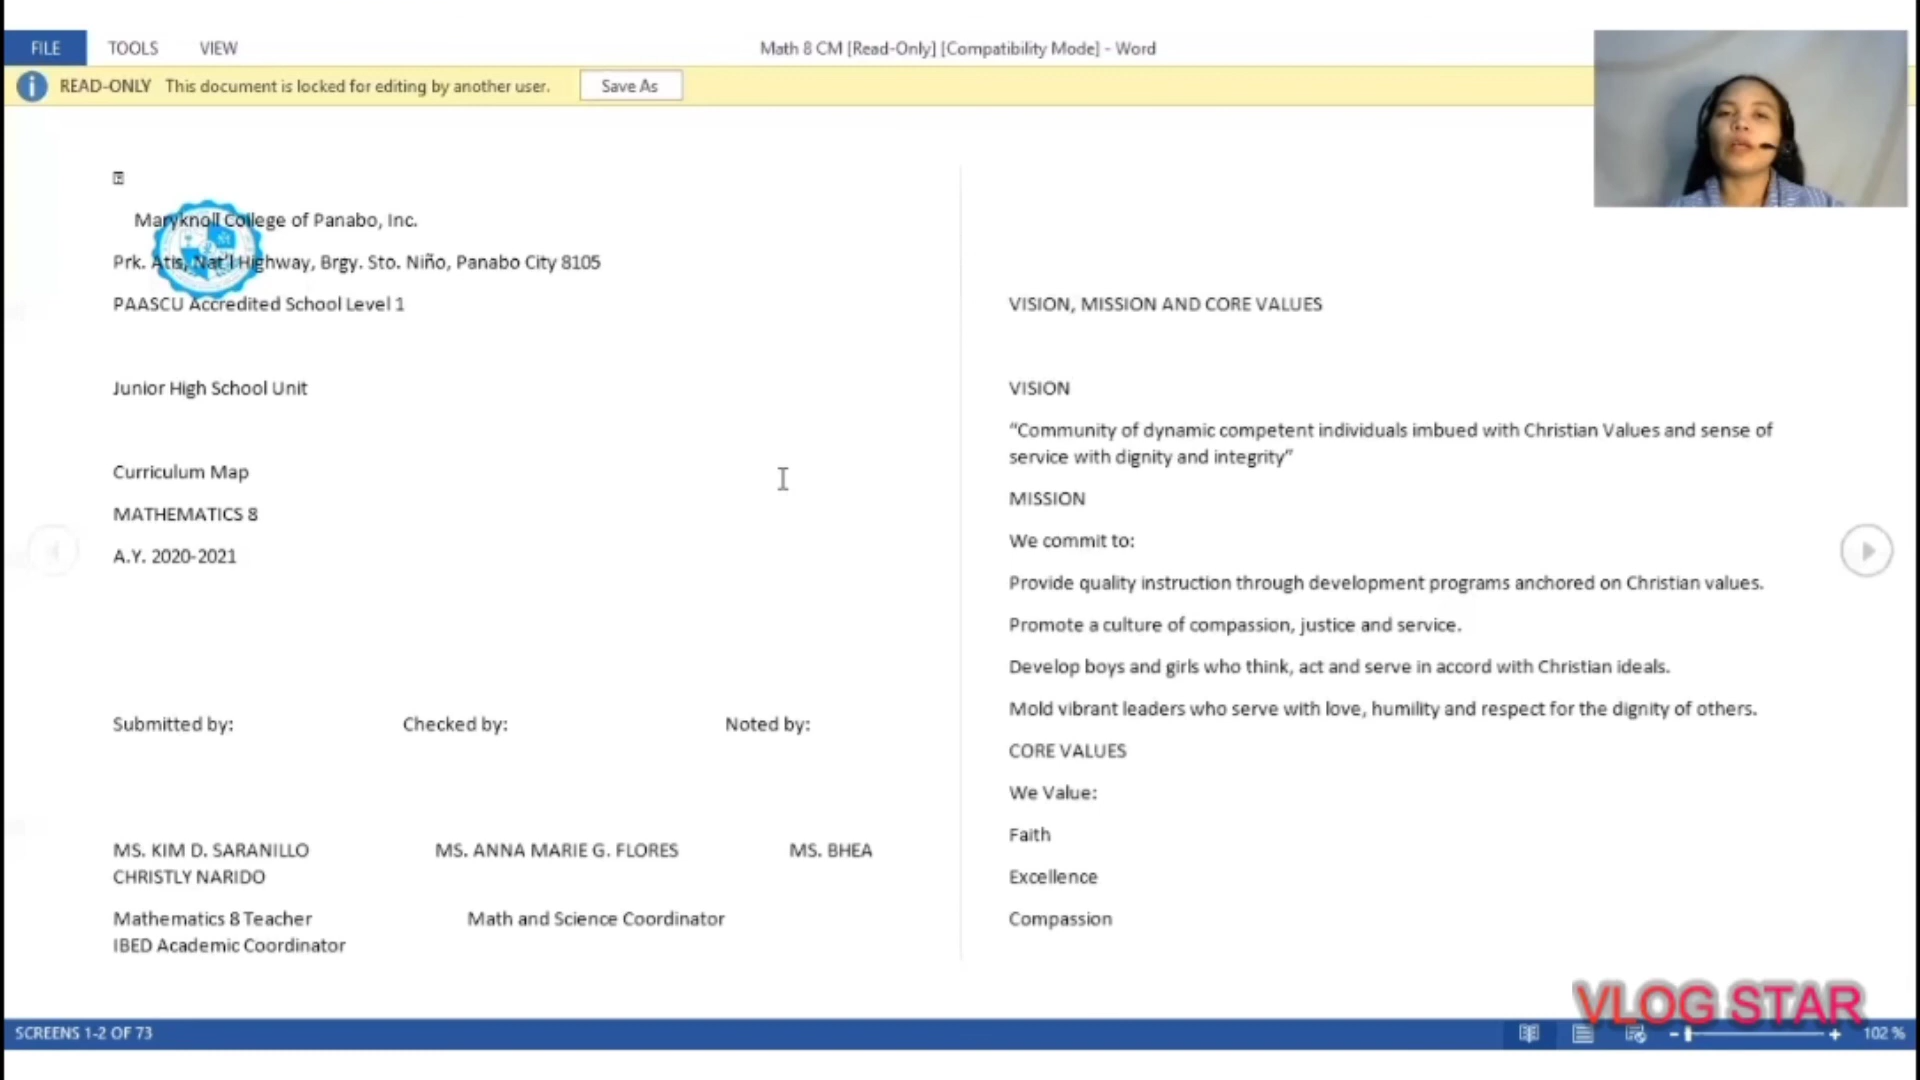 FILE TOOLS VIEW Math 8 CM [Read-Only] [Compatibility Mode] - Word
READ-ONLY This document is locked for editing by another user. Save As
Maryknoll College of Panabo, Inc.
Prk. Atis, Nat'l Highway, Brgy. Sto. Niño, Panabo City 8105
PAASCU Accredited School Level 1
Junior High School Unit
Curriculum Map
MATHEMATICS 8
A.Y. 2020-2021
Submitted by: Checked by: Noted by:
MS. KIM D. SARANILLO MS. ANNA MARIE G. FLORES MS. BHEA
CHRISTLY NARIDO
Mathematics 8 Teacher Math and Science Coordinator
IBED Academic Coordinator
VISION, MISSION AND CORE VALUES
VISION
“Community of dynamic competent individuals imbued with Christian Values and sense of
service with dignity and integrity”
MISSION
We commit to:
Provide quality instruction through development programs anchored on Christian values.
Promote a culture of compassion, justice and service.
Develop boys and girls who think, act and serve in accord with Christian ideals.
Mold vibrant leaders who serve with love, humility and respect for the dignity of others.
CORE VALUES
We Value:
Faith
Excellence
Compassion
VLOG STAR
SCREENS 1-2 OF 73 102 %